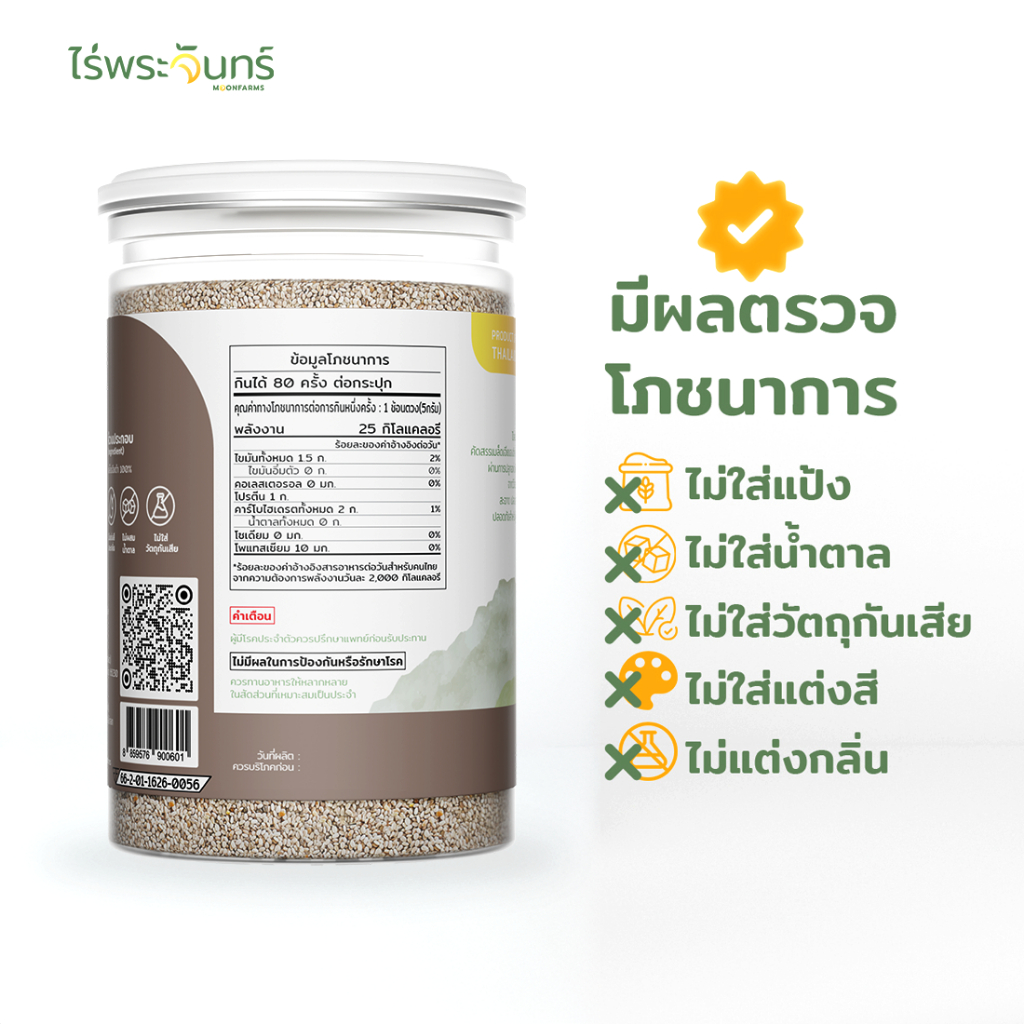 ไร่พระจันทร์
MOONFARMS
มีผลตรวจ
โภชนาการ
ไม่ใส่แป้ง
ไม่ใส่น้ำตาล
ไม่ใส่วัตถุกันเสีย
ไม่ใส่แต่งสี
ไม่แต่งกลิ่น
ข้อมูลโภชนาการ
กินได้ 80 ครั้ง ต่อกระปุก
คุณค่าทางโภชนาการต่อการกินหนึ่งครั้ง : 1 ช้อนตวง(5กรัม)
พลังงาน 25 กิโลแคลอรี
ร้อยละของค่าอ้างอิงต่อวัน*
ไขมันทั้งหมด 1.5 ก. 2%
ไขมันอิ่มตัว 0 ก. 0%
คอเลสเตอรอล 0 มก. 0%
โปรตีน 1 ก.
คาร์โบไฮเดรตทั้งหมด 2 ก. 1%
น้ำตาลทั้งหมด 0 ก.
โซเดียม 0 มก. 0%
โพแทสเซียม 10 มก. 0%
*ร้อยละของค่าอ้างอิงสารอาหารต่อวันสำหรับคนไทย
จากความต้องการพลังงานวันละ 2,000 กิโลแคลอรี
คำเตือน
ผู้มีโรคประจำตัวควรปรึกษาแพทย์ก่อนรับประทาน
ไม่มีผลในการป้องกันหรือรักษาโรค
ควรทานอาหารให้หลากหลาย
ในสัดส่วนที่เหมาะสมเป็นประจำ
วันที่ผลิต :
ควรบริโภคก่อน :
ไม่ผสม
น้ำตาล
ไม่ใส่
วัตถุกันเสีย
8 859576 900601
66-2-01-1626-0056